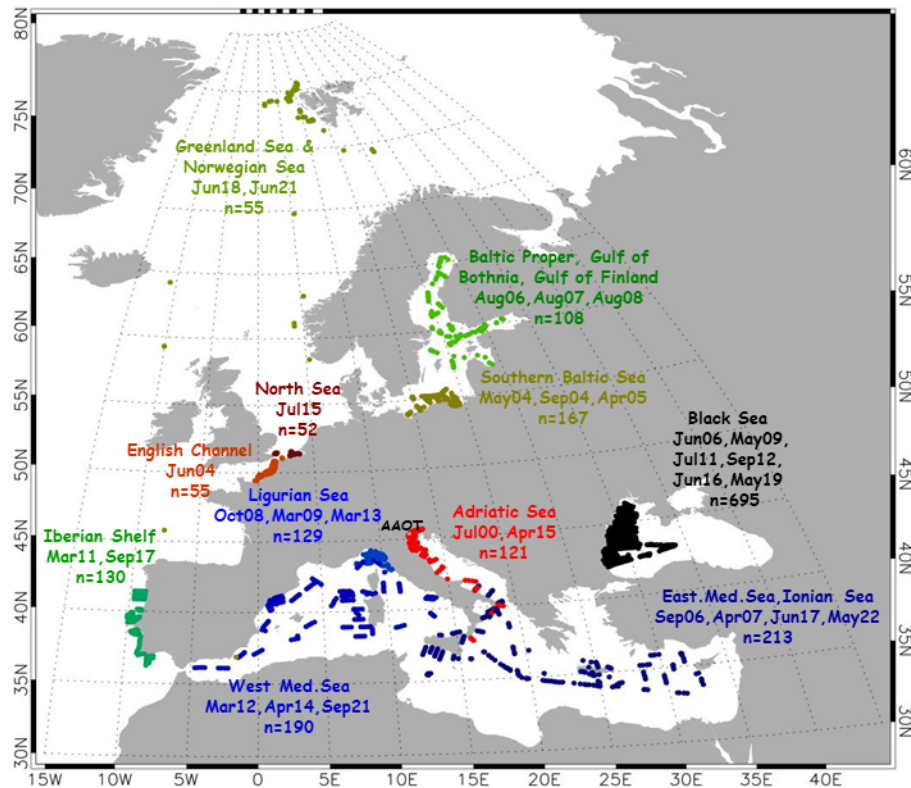 80N
75N
70N
65N
60N
55N
50N
45N
40N
35N
30N
60N
55N
50N
45N
40N
35N
30N
15W
10W
5W
0
5E
10E
15E
20E
25E
30E
35E
40E
Greenland Sea &
Norwegian Sea
Jun18,Jun21
n=55
Baltic Proper, Gulf of
Bothnia, Gulf of Finland
Aug06,Aug07,Aug08
n=108
North Sea
Jul15
n=52
Southern Baltic Sea
May04,Sep04,Apr05
n=167
English Channel
Jun04
n=55
Black Sea
Jun06,May09,
Jul11,Sep12,
Jun16,May19
n=695
Ligurian Sea
Oct08,Mar09,Mar13
n=129
AAOT
Adriatic Sea
Jul00,Apr15
n=121
Iberian Shelf
Mar11,Sep17
n=130
East.Med.Sea,Ionian Sea
Sep06,Apr07,Jun17,May22
n=213
West Med.Sea
Mar12,Apr14,Sep21
n=190